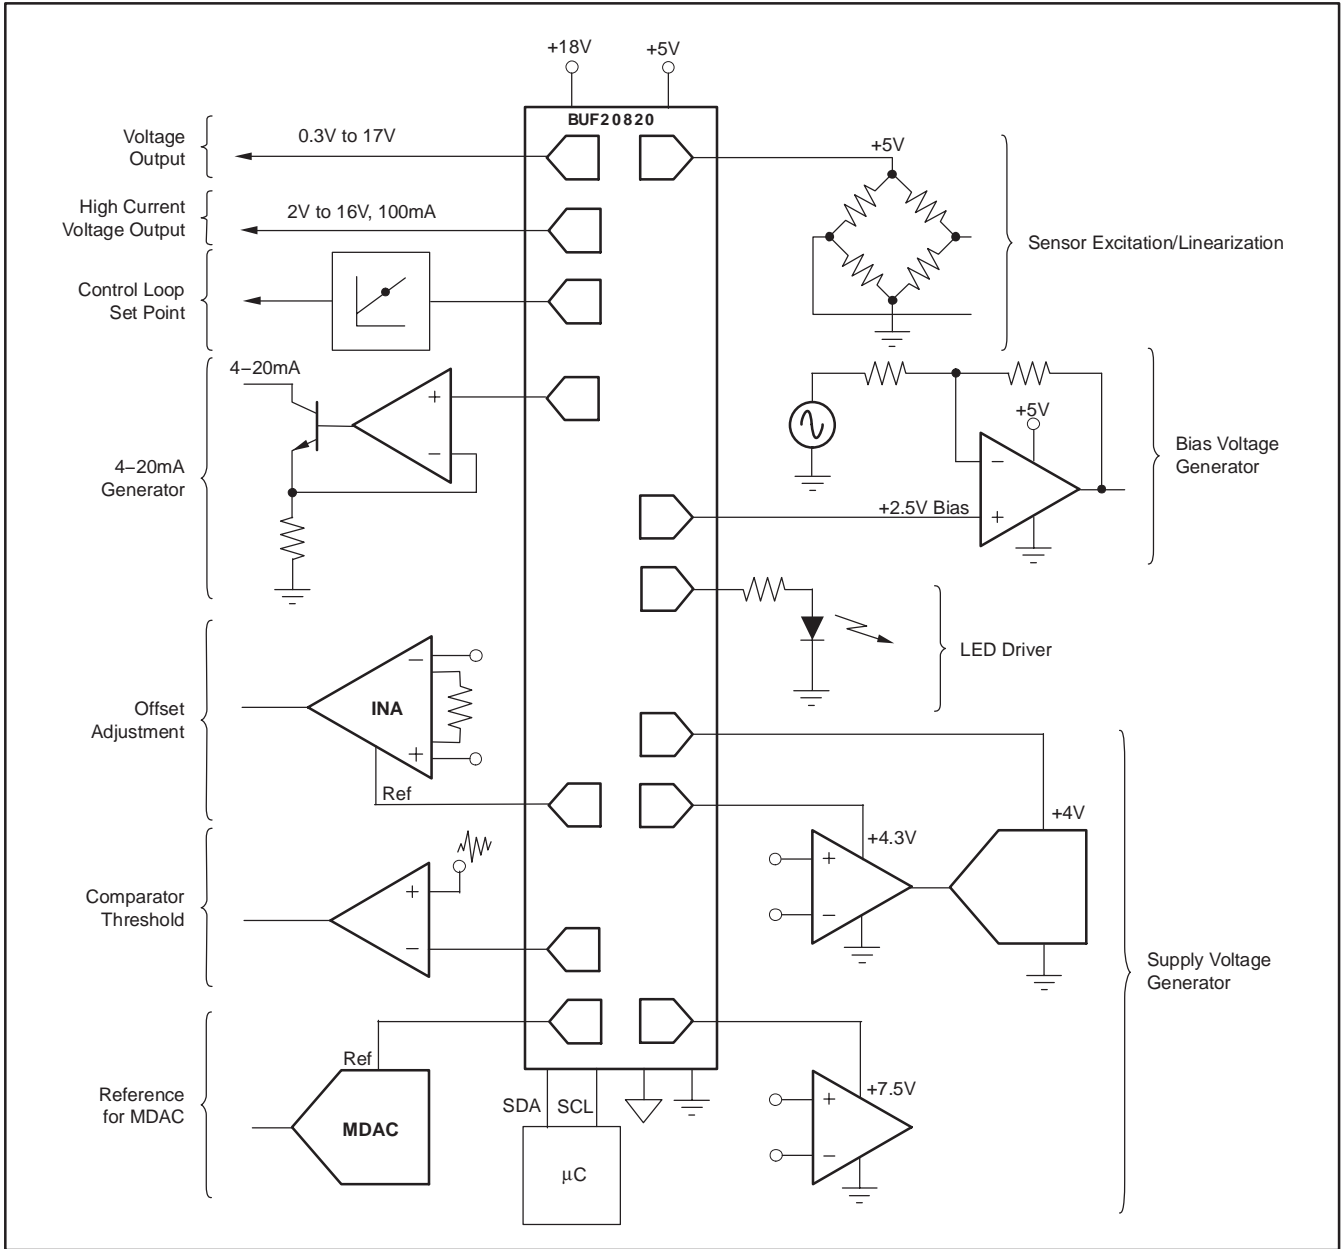 +18V
+5V
BUF20820
Voltage
Output
0.3V to 17V
High Current
Voltage Output
2V to 16V, 100mA
Control Loop
Set Point
4−20mA
4−20mA
Generator
+
−
Offset
Adjustment
INA
−
+
Ref
Comparator
Threshold
+
−
Reference
for MDAC
Ref
MDAC
SDA
SCL
µC
+5V
Sensor Excitation/Linearization
+5V
−
+
+2.5V Bias
Bias Voltage
Generator
LED Driver
+4V
+4.3V
+
−
Supply Voltage
Generator
+7.5V
+
−